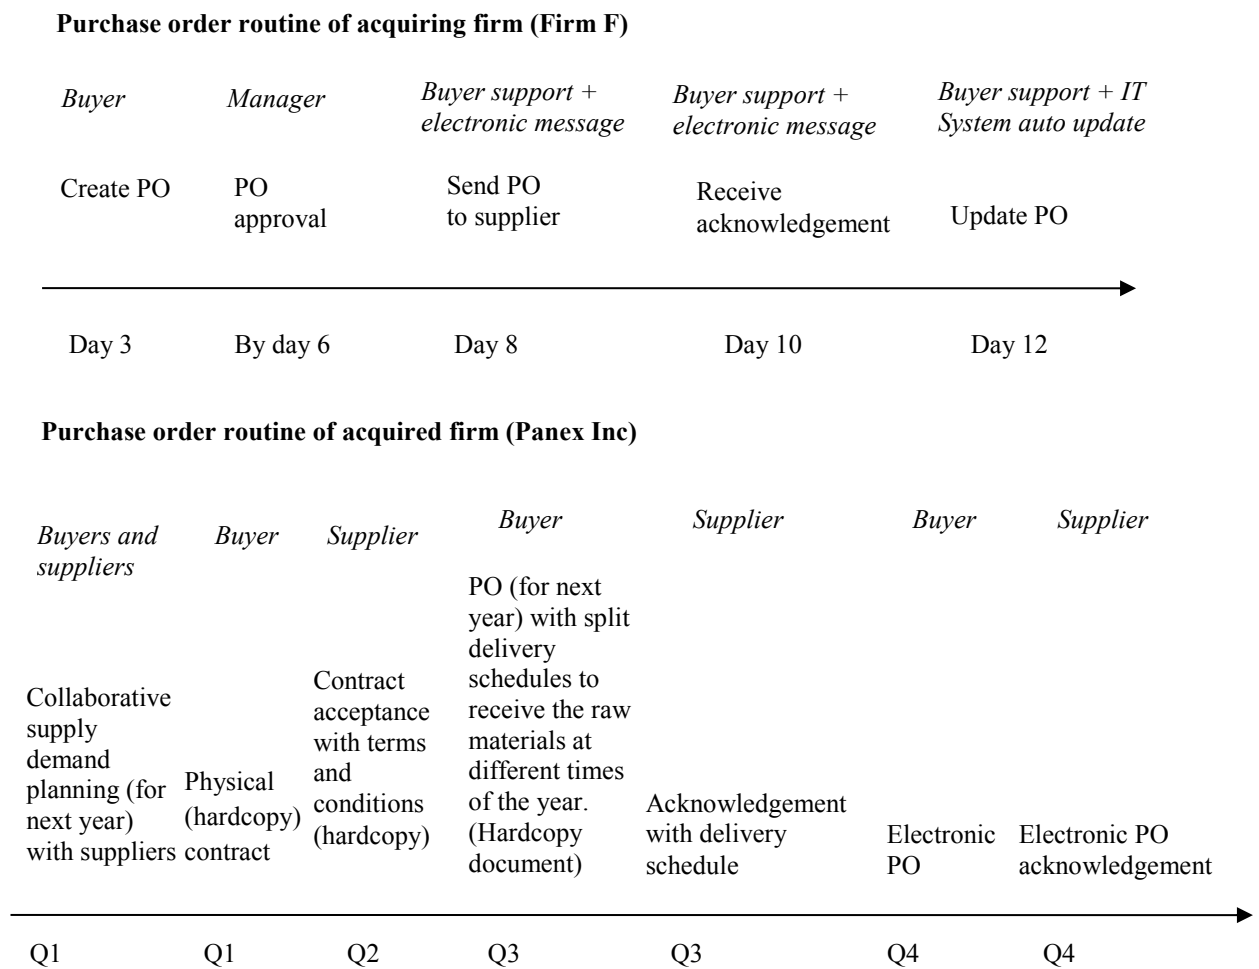 Purchase order routine of acquiring firm (Firm F)
Buyer
Manager
Buyer support +
electronic message
Buyer support +
electronic message
Buyer support + IT
System auto update
Create PO
PO
approval
Send PO
to supplier
Receive
acknowledgement
Update PO
Day 3
By day 6
Day 8
Day 10
Day 12
Purchase order routine of acquired firm (Panex Inc)
Buyers and
suppliers
Buyer
Supplier
Buyer
Supplier
Buyer
Supplier
Collaborative
supply
demand
planning (for
next year)
with suppliers
Physical
(hardcopy)
contract
Contract
acceptance
with terms
and
conditions
(hardcopy)
PO (for next
year) with split
delivery
schedules to
receive the raw
materials at
different times
of the year.
(Hardcopy
document)
Acknowledgement
with delivery
schedule
Electronic
PO
Electronic PO
acknowledgement
Q1
Q1
Q2
Q3
Q3
Q4
Q4